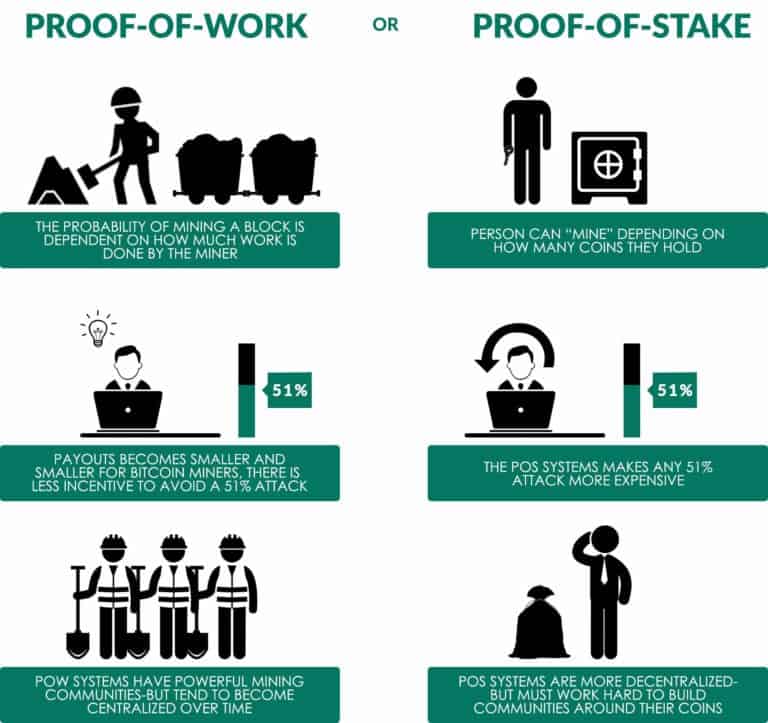 PROOF-OF-WORK OR PROOF-OF-STAKE
THE PROBABILITY OF MINING A BLOCK IS
DEPENDENT ON HOW MUCH WORK IS
DONE BY THE MINER
PERSON CAN “MINE” DEPENDING ON
HOW MANY COINS THEY HOLD
51%
51%
PAYOUTS BECOMES SMALLER AND
SMALLER FOR BITCOIN MINERS, THERE IS
LESS INCENTIVE TO AVOID A 51% ATTACK
THE POS SYSTEMS MAKES ANY 51%
ATTACK MORE EXPENSIVE
POW SYSTEMS HAVE POWERFUL MINING
COMMUNITIES-BUT TEND TO BECOME
CENTRALIZED OVER TIME
POS SYSTEMS ARE MORE DECENTRALIZED-
BUT MUST WORK HARD TO BUILD
COMMUNITIES AROUND THEIR COINS